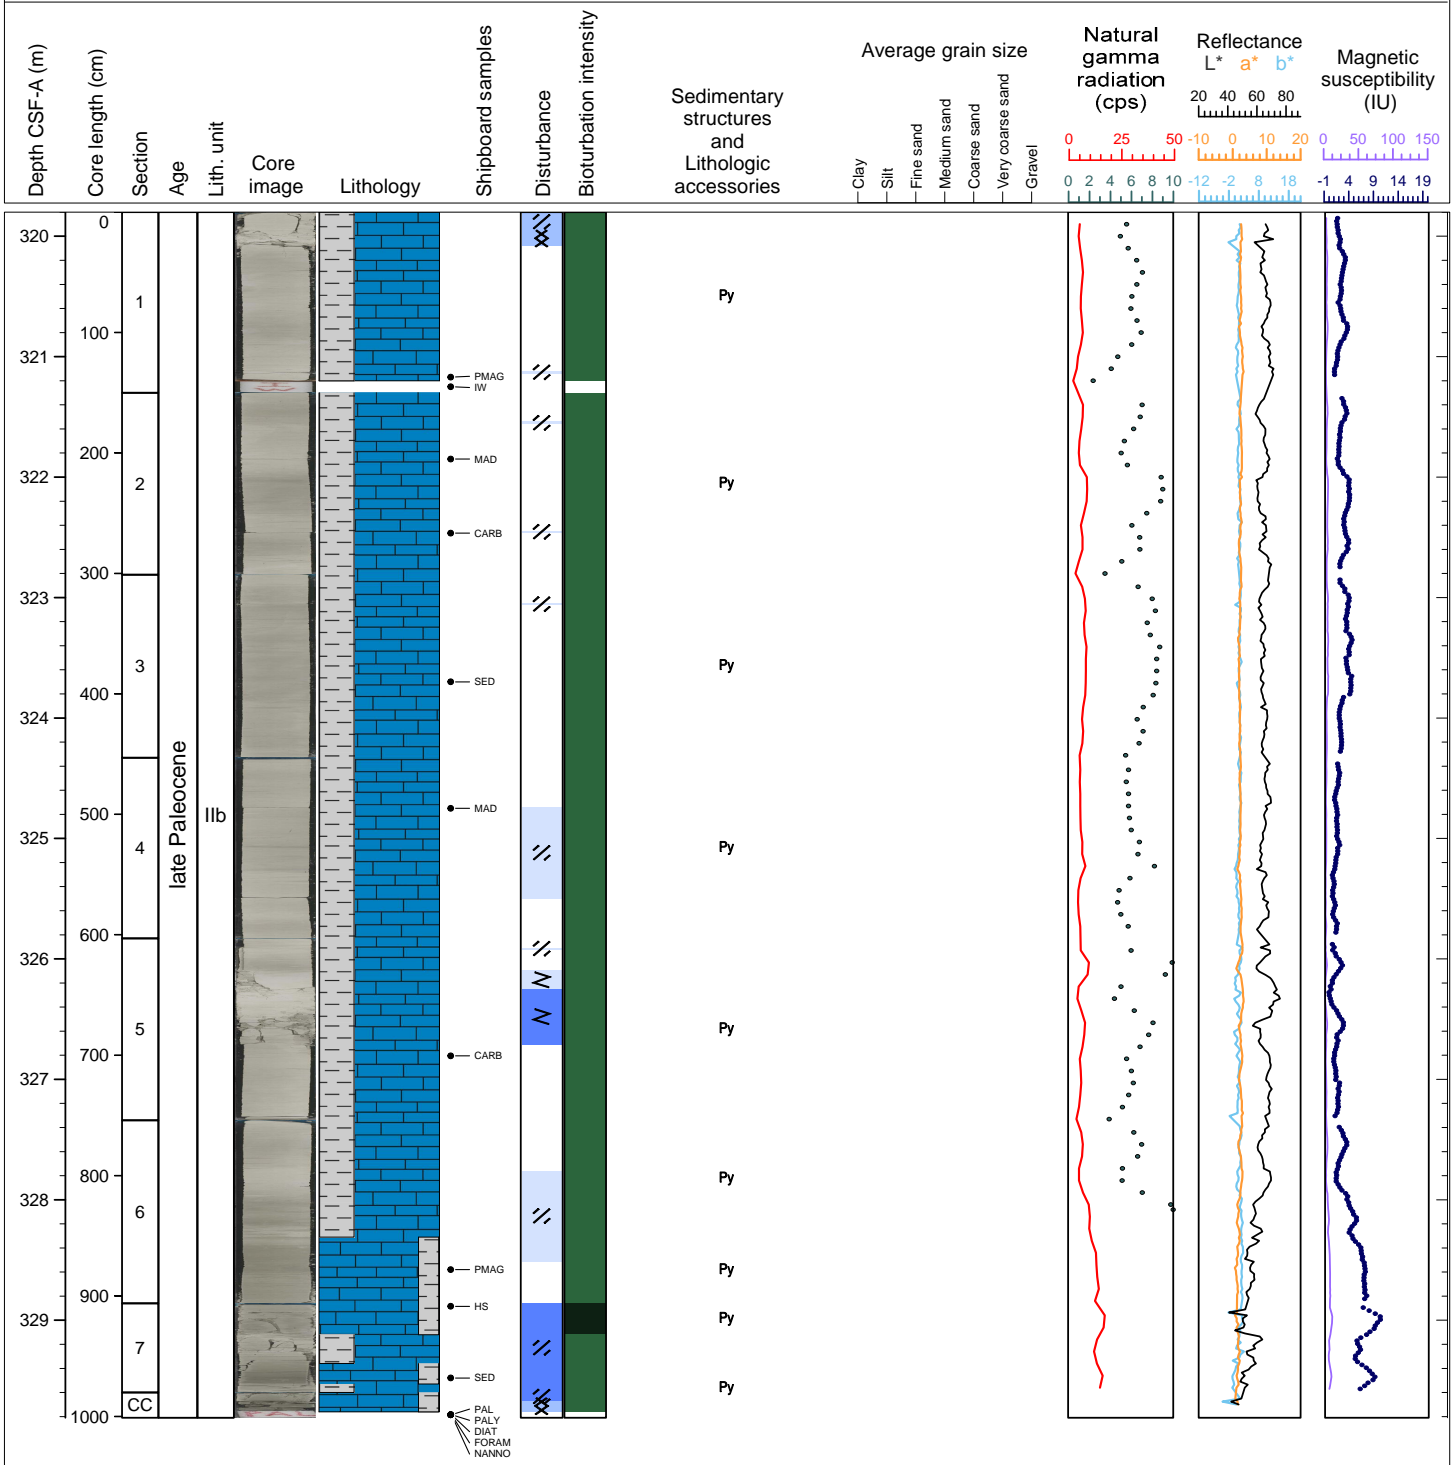 Depth CSF-A (m)
Core length (cm)
Section
Age
Lith. unit
Core
image
Lithology
Shipboard samples
Disturbance
Bioturbation intensity
Sedimentary
structures
and
Lithologic
accessories
Average grain size
Clay
Silt
Fine sand
Medium sand
Coarse sand
Very coarse sand
Gravel
Natural
gamma
radiation
(cps)
0 25 50
0 2 4 6 8 10
Reflectance
L* a* b*
20 40 60 80
-10 0 10 20
-12 -2 8 18
Magnetic
susceptibility
(IU)
0 50 100 150
-1 4 9 14 19
320
321
322
323
324
325
326
327
328
329
0
100
200
300
400
500
600
700
800
900
1000
1
2
3
4
5
6
7
CC
late Paleocene
IIb
PMAG
IW
MAD
CARB
SED
MAD
CARB
PMAG
HS
SED
PAL
PALY
DIAT
FORAM
NANNO
Py
Py
Py
Py
Py
Py
Py
Py
Py